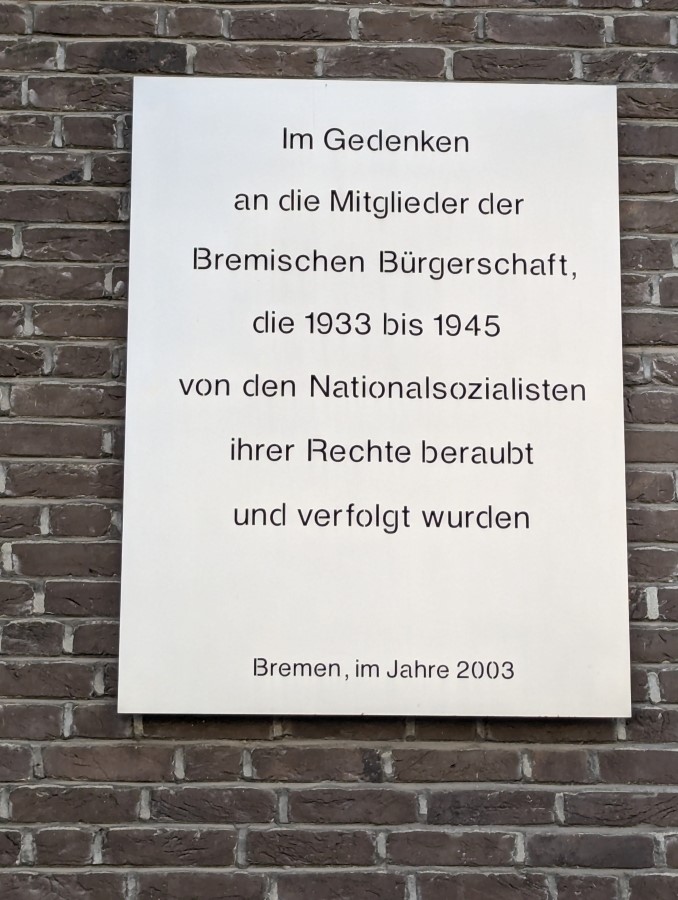 Im Gedenken
an die Mitglieder der
Bremischen Bürgerschaft,
die 1933 bis 1945
von den Nationalsozialisten
ihrer Rechte beraubt
und verfolgt wurden
Bremen, im Jahre 2003